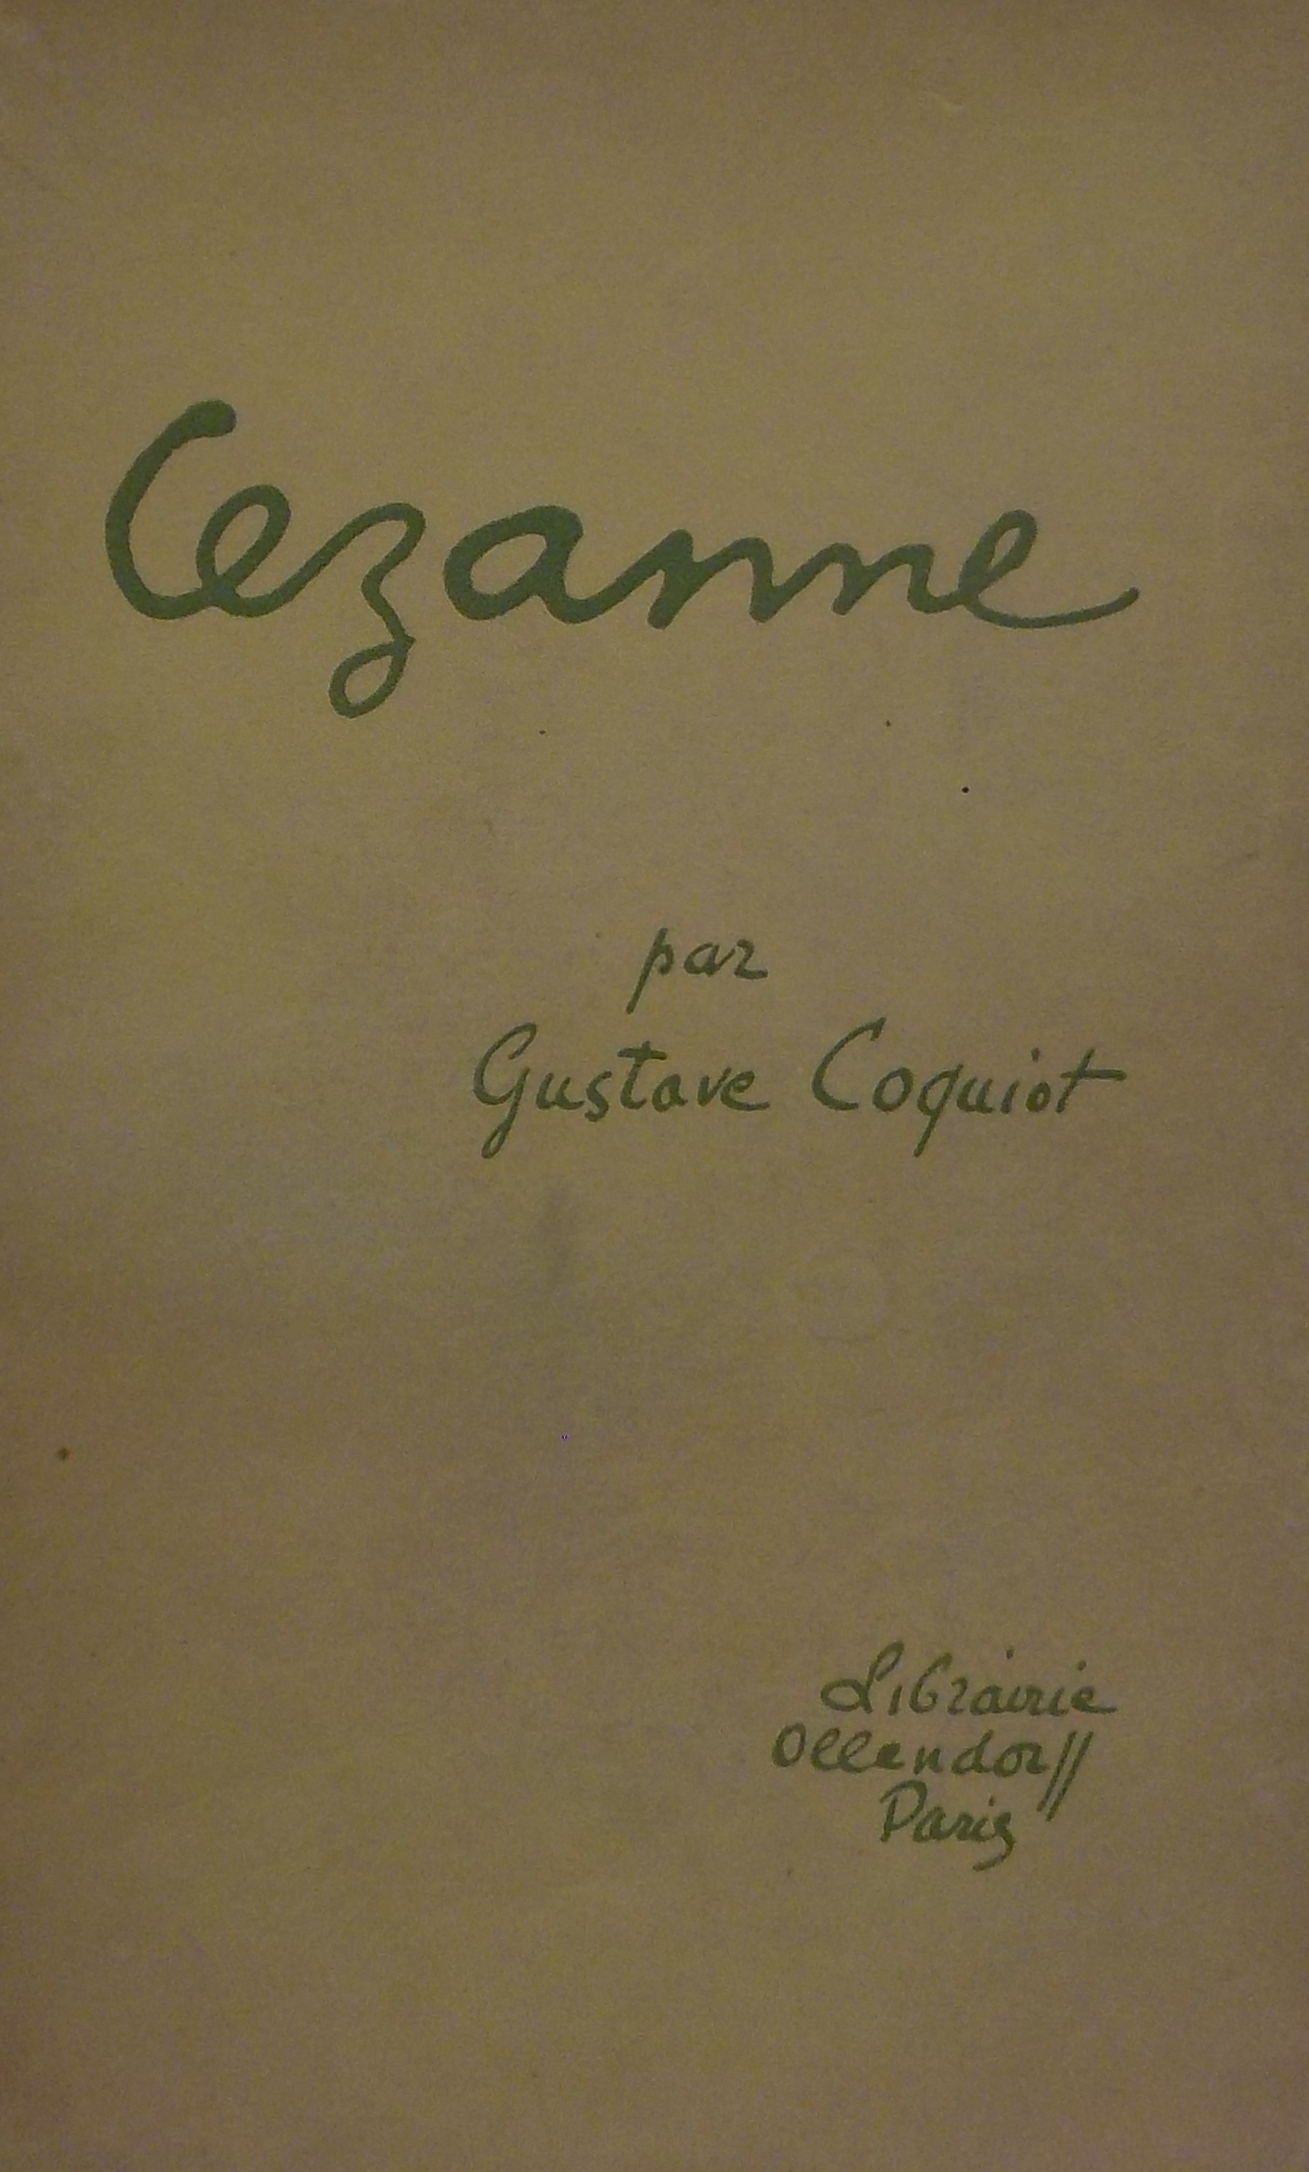 Cezanne
par
Gustave Coquiot
Librairie
Ollendorff
Paris